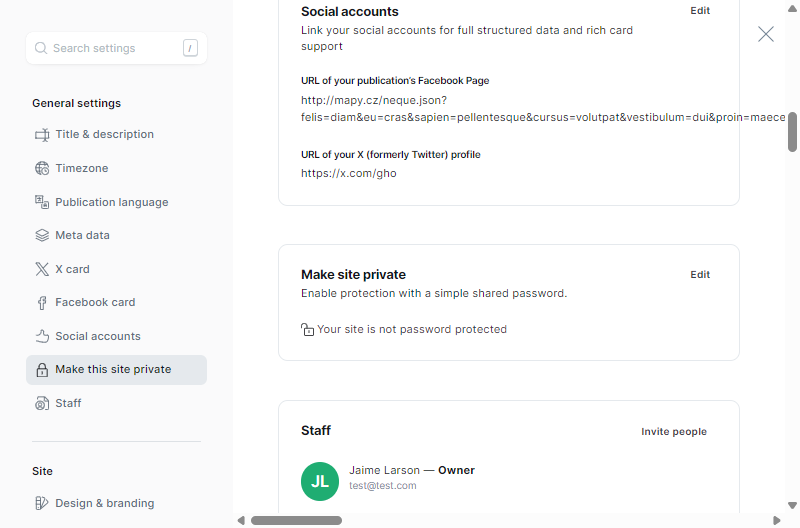 Search settings
/
General settings
Title & description
Timezone
Publication language
Meta data
X card
Facebook card
Social accounts
Make this site private
Staff
Site
Design & branding
Social accounts
Edit
Link your social accounts for full structured data and rich card
support
URL of your publication's Facebook Page
http://mapy.cz/neque.json?
felis=diam&eu=cras&sapien=pellentesque&cursus=volutpat&vestibulum=dui&proin=maece
URL of your X (formerly Twitter) profile
https://x.com/gho
Make site private
Edit
Enable protection with a simple shared password.
Your site is not password protected
Staff
Invite people
JL
Jaime Larson — Owner
test@test.com